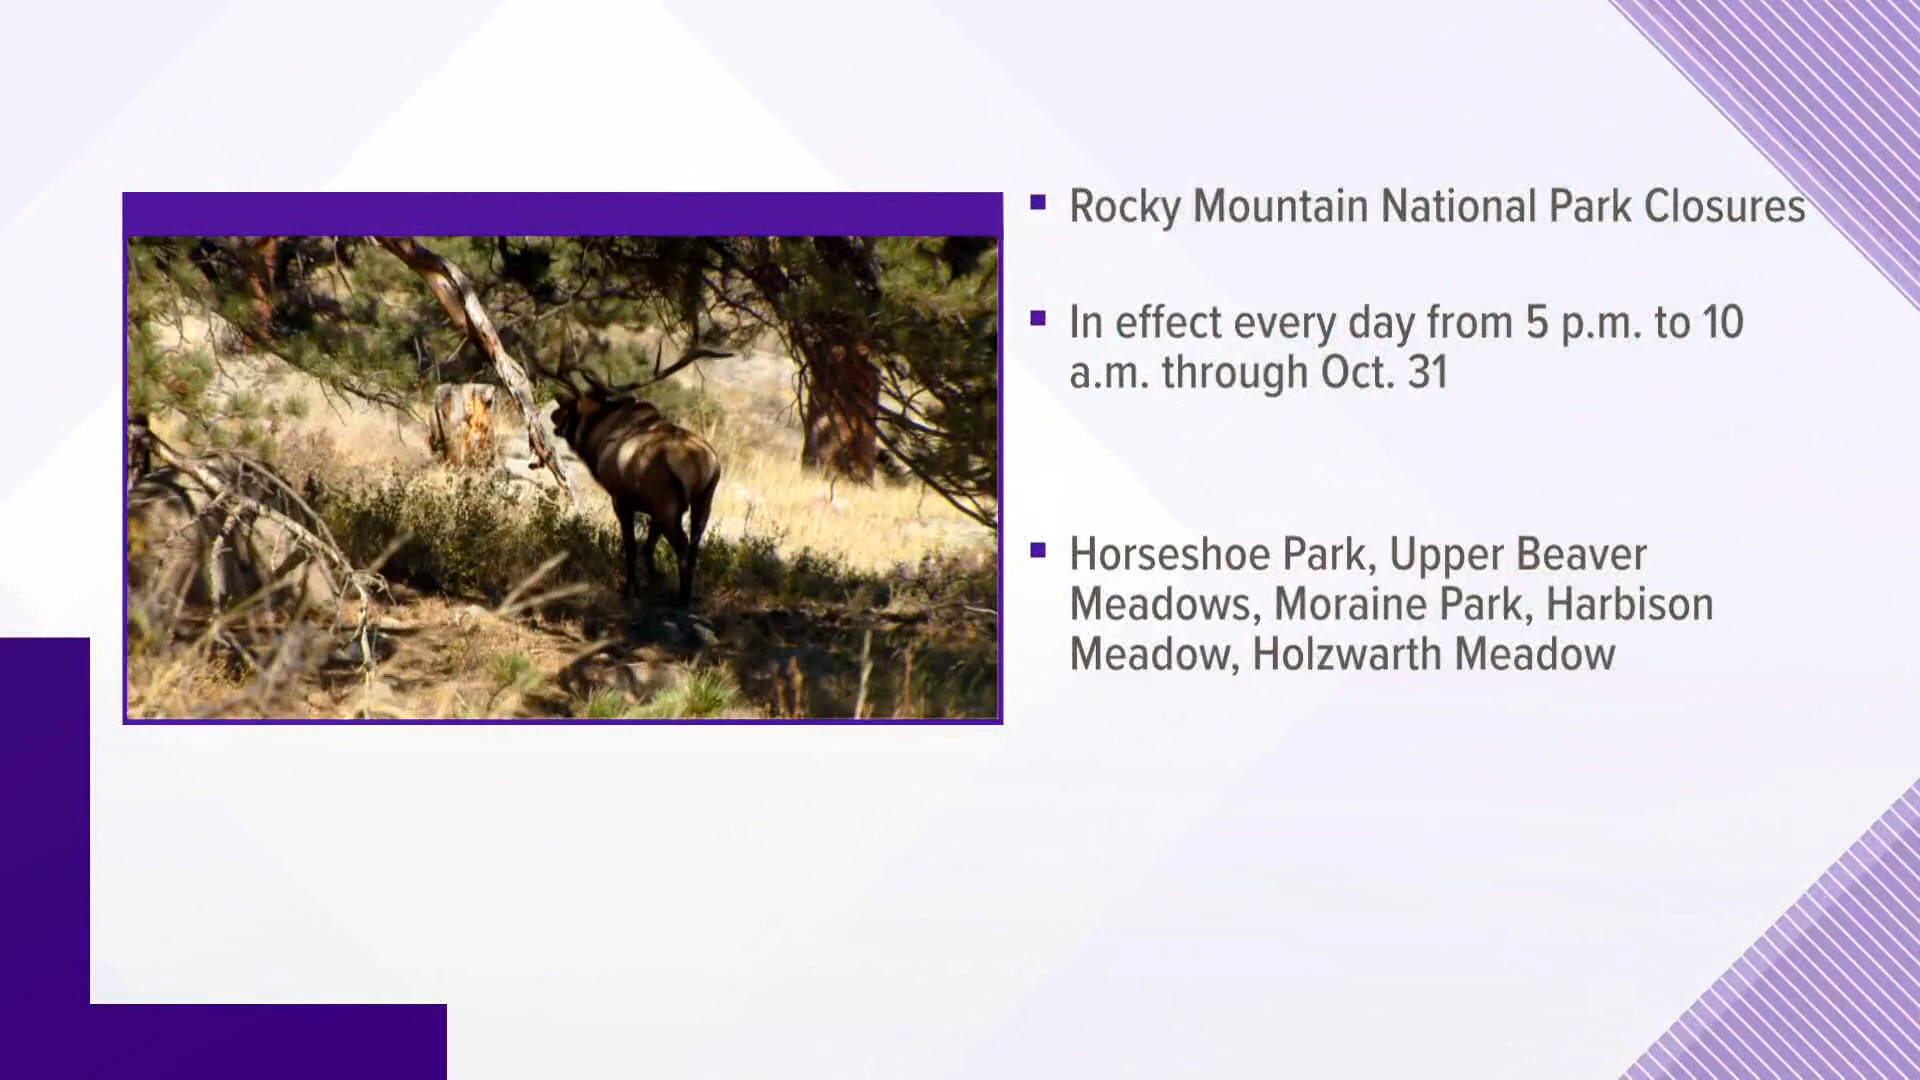 Rocky Mountain National Park Closures
In effect every day from 5 p.m. to 10
a.m. through Oct. 31
Horseshoe Park, Upper Beaver
Meadows, Moraine Park, Harbison
Meadow, Holzwarth Meadow